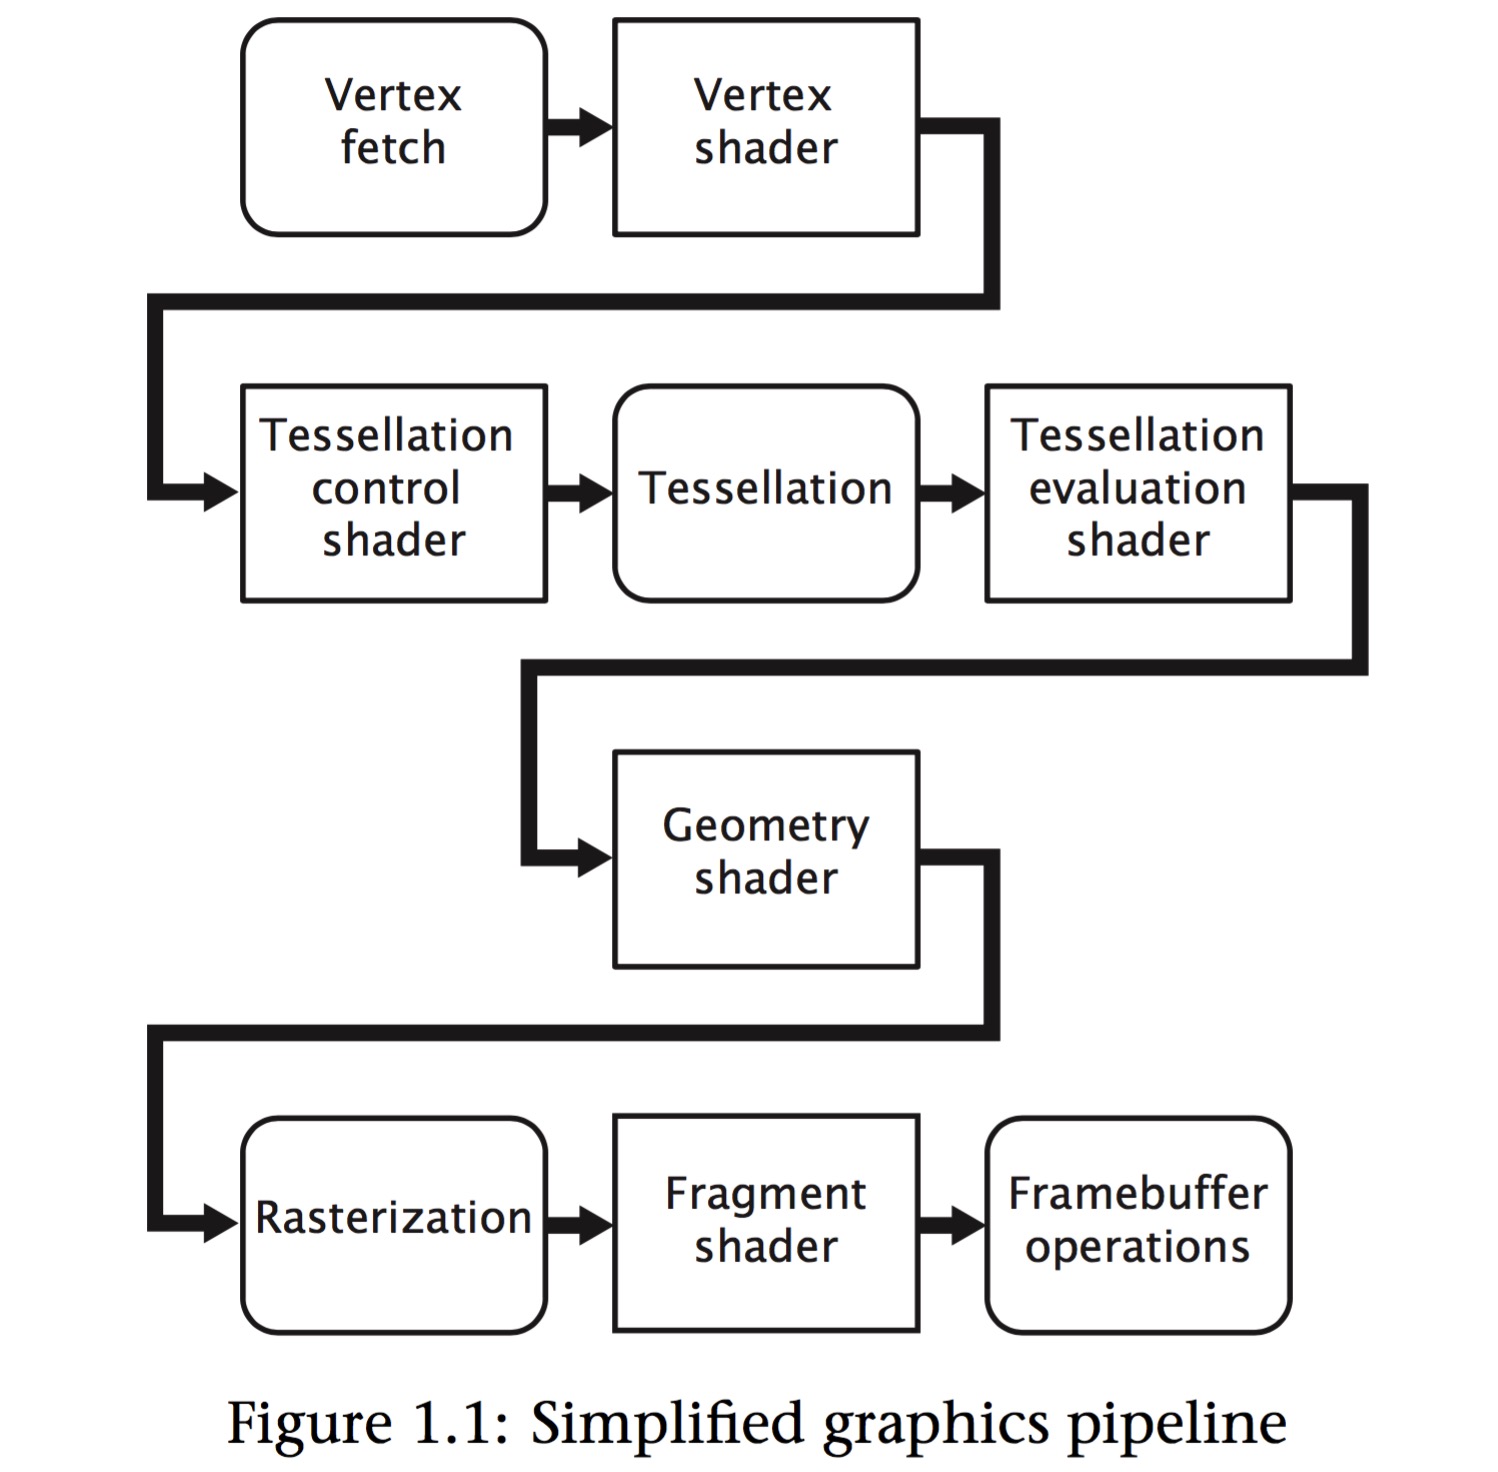 Vertex
fetch
Vertex
shader
Tessellation
control
shader
Tessellation
Tessellation
evaluation
shader
Geometry
shader
Rasterization
Fragment
shader
Framebuffer
operations
Figure 1.1: Simplified graphics pipeline